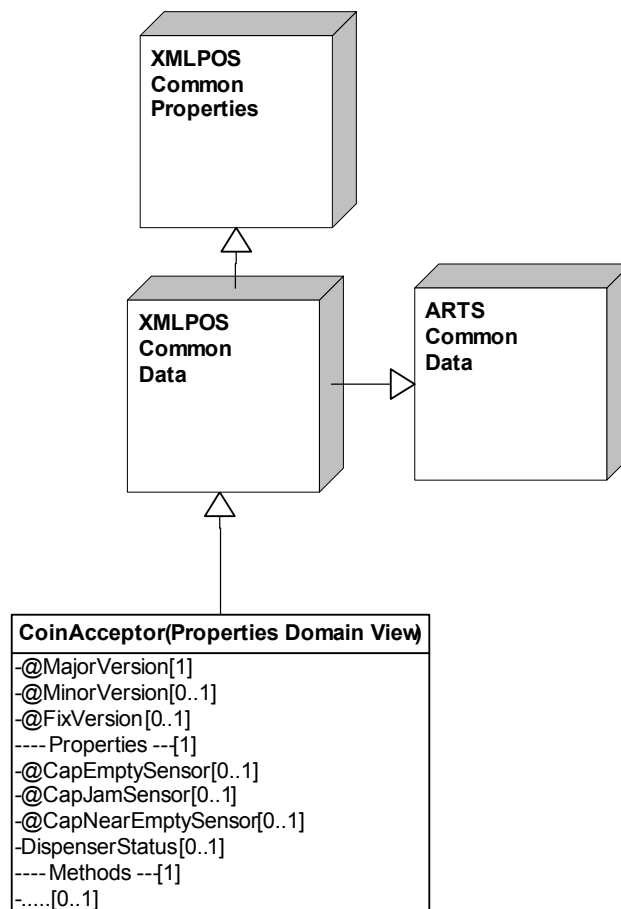 XMLPOS
Common
Properties
XMLPOS
Common
Data
ARTS
Common
Data
CoinAcceptor(Properties Domain View)
-@MajorVersion[1]
-@MinorVersion[0..1]
-@FixVersion[0..1]
---- Properties ---[1]
-@CapEmptySensor[0..1]
-@CapJamSensor[0..1]
-@CapNearEmptySensor[0..1]
-DispenserStatus[0..1]
---- Methods ---[1]
-.....[0..1]